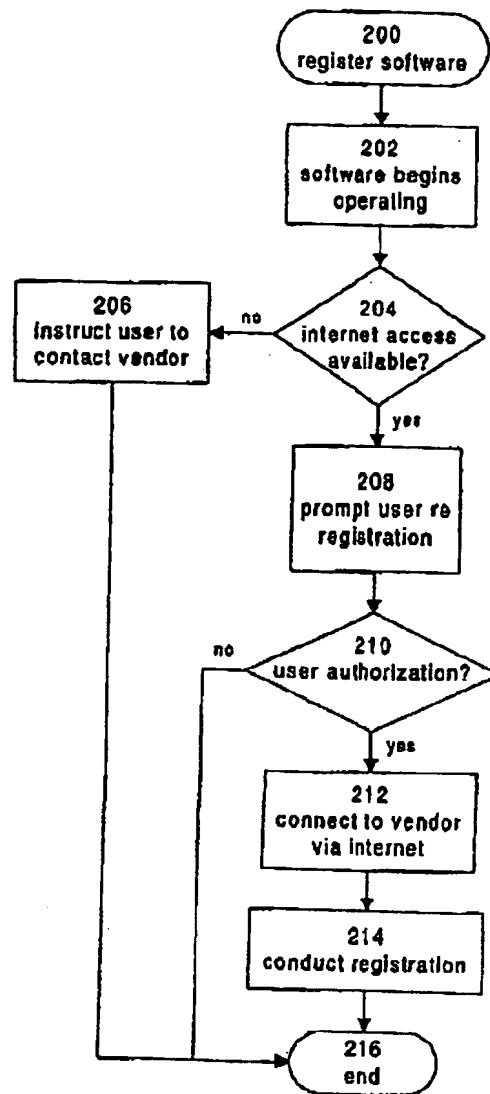 200
register software
202
software begins
operating
204
internet access
available?
no
206
instruct user to
contact vendor
yes
208
prompt user re
registration
210
user authorization?
no
yes
212
connect to vendor
via internet
214
conduct registration
216
end